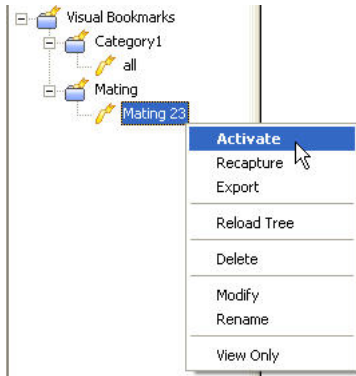 Visual Bookmarks
Category1
all
Mating
Mating 23
Activate
Recapture
Export
Reload Tree
Delete
Modify
Rename
View Only